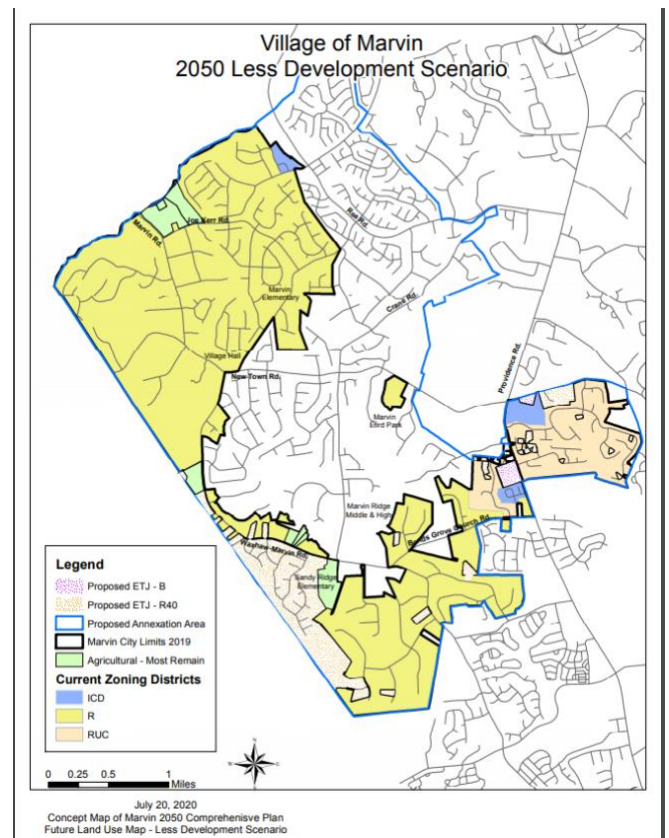 Village of Marvin
2050 Less Development Scenario
Joe Kerr Rd.
Marvin Rd.
Rea Rd.
Marvin
Elementary
Crane Rd.
Village Hall
New Town Rd.
Providence Rd.
Marvin
Efird Park
Marvin Ridge
Middle & High
Bonds Grove Church Rd.
Waxhaw-Marvin Rd.
Sandy Ridge
Elementary
Legend
Proposed ETJ - B
Proposed ETJ - R40
Proposed Annexation Area
Marvin City Limits 2019
Agricultural - Most Remain
Current Zoning Districts
ICD
R
RUC
N
W
E
S
0 0.25 0.5 1
Miles
July 20, 2020
Concept Map of Marvin 2050 Comprehenisve Plan
Future Land Use Map - Less Development Scenario